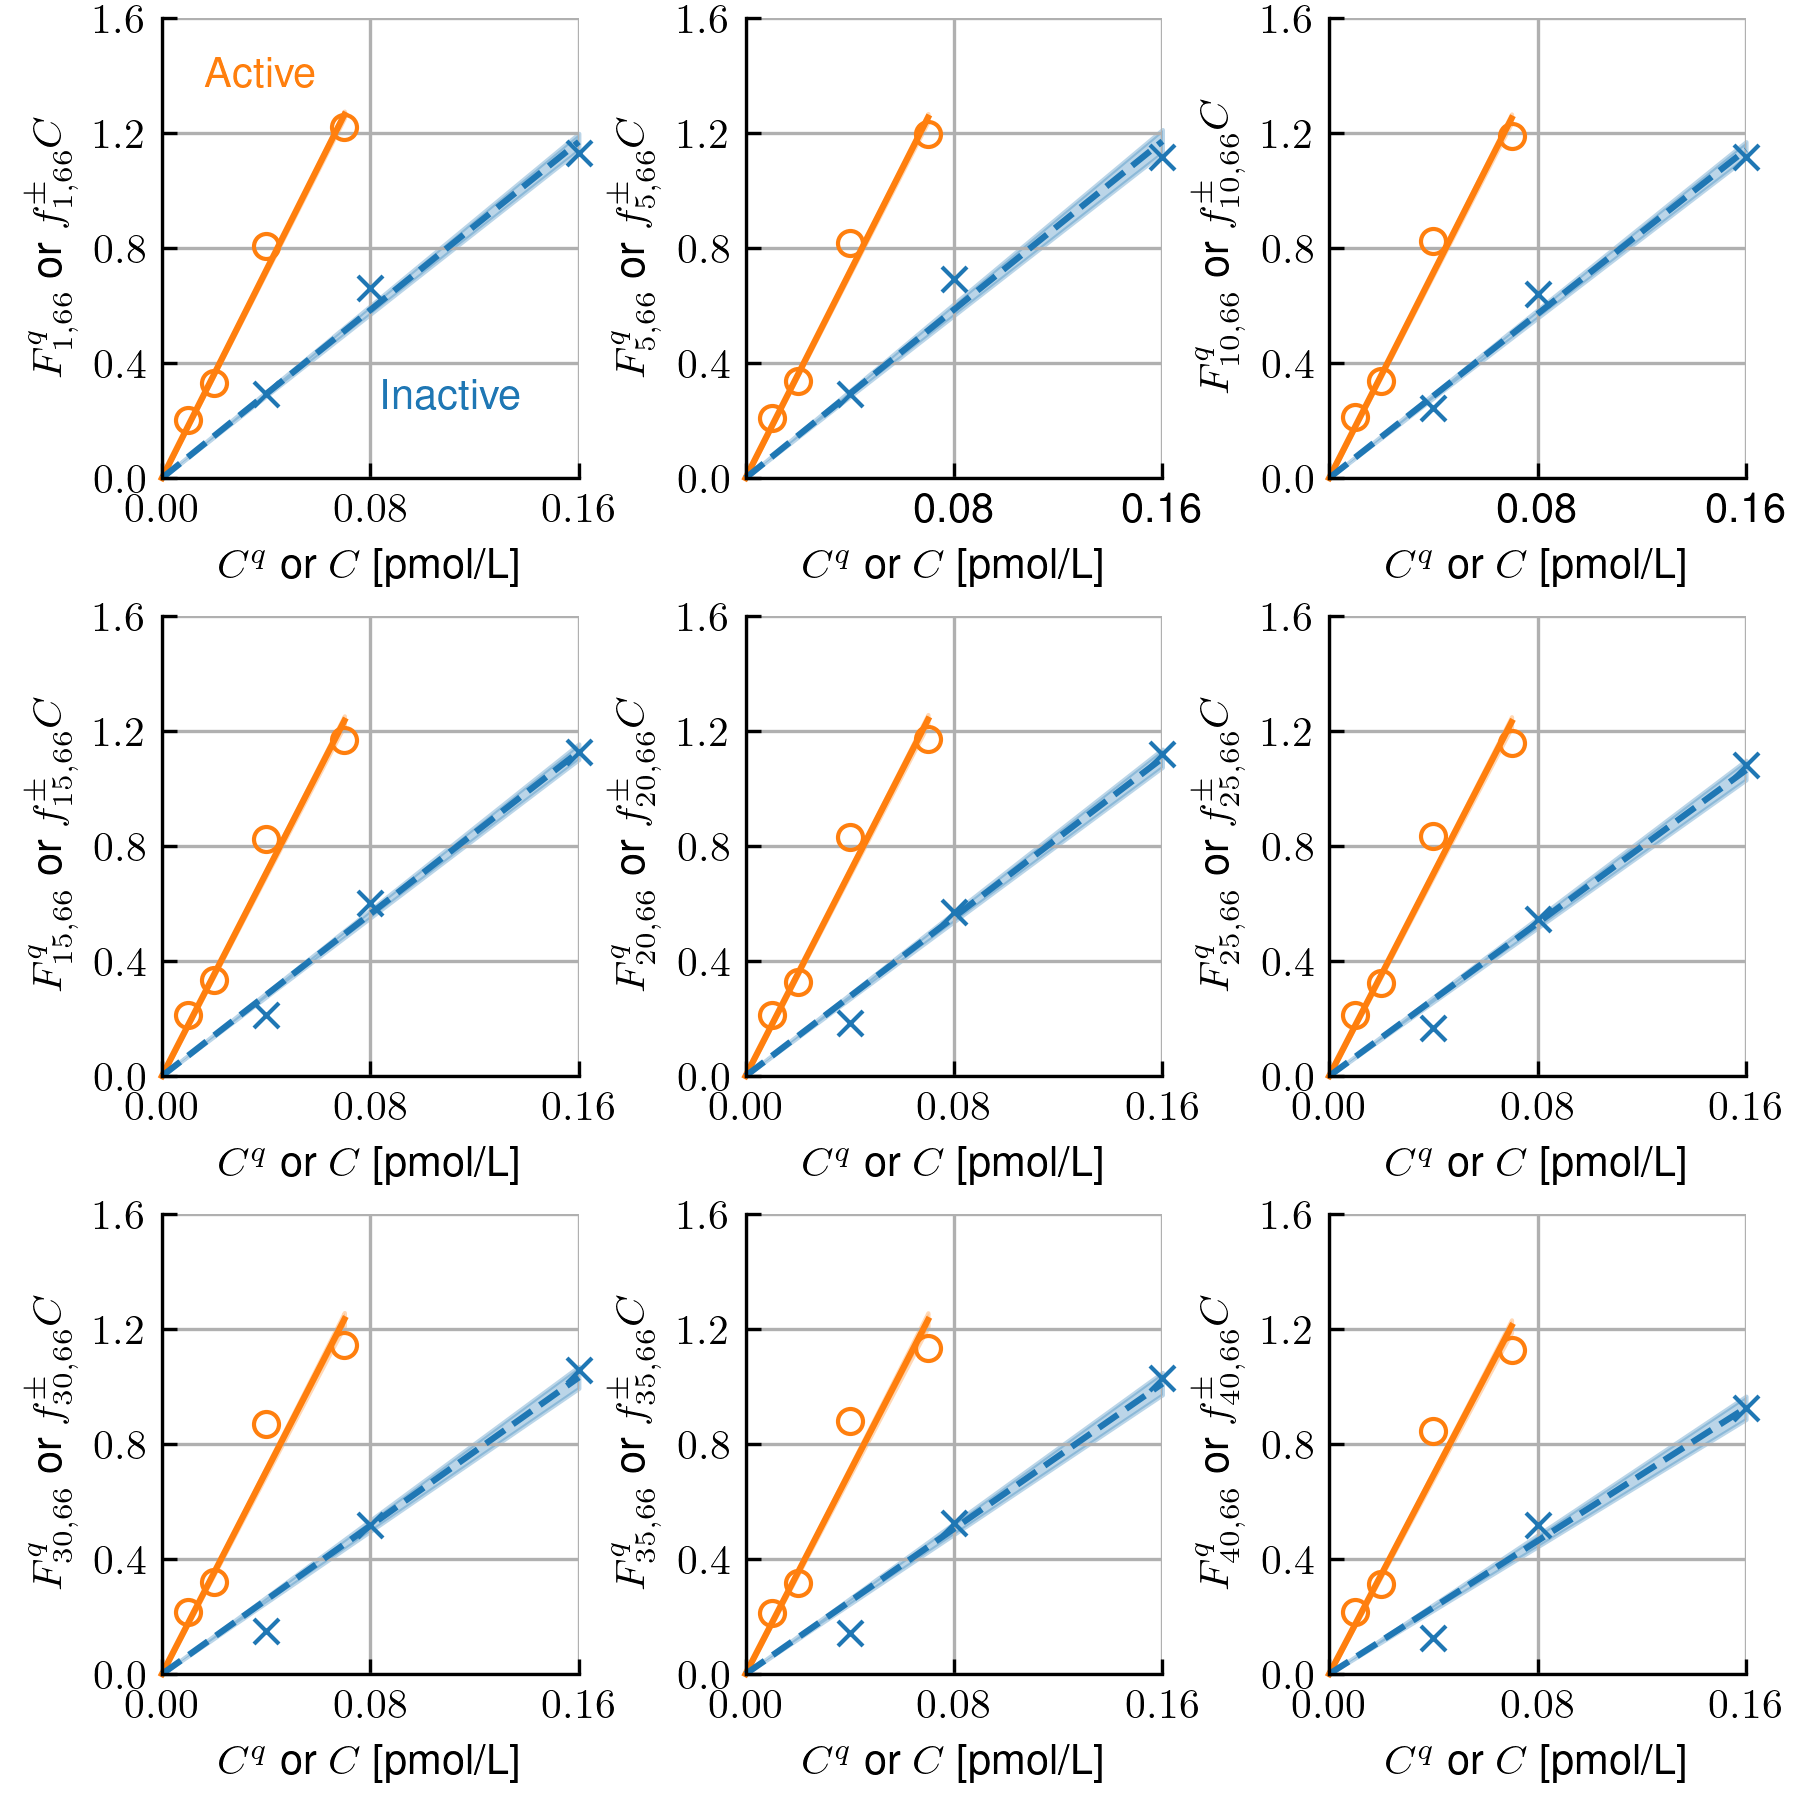 1.6
1.2
0.8
0.4
0.0
0.00 0.08 0.16
Active
Inactive
$F^q_{1,66}$ or $f^{\pm}_{1,66}C$
$C^q$ or $C$ [pmol/L]
1.6
1.2
0.8
0.4
0.0
0.08 0.16
$F^q_{5,66}$ or $f^{\pm}_{5,66}C$
$C^q$ or $C$ [pmol/L]
1.6
1.2
0.8
0.4
0.0
0.08 0.16
$F^q_{10,66}$ or $f^{\pm}_{10,66}C$
$C^q$ or $C$ [pmol/L]
1.6
1.2
0.8
0.4
0.0
0.00 0.08 0.16
$F^q_{15,66}$ or $f^{\pm}_{15,66}C$
$C^q$ or $C$ [pmol/L]
1.6
1.2
0.8
0.4
0.0
0.00 0.08 0.16
$F^q_{20,66}$ or $f^{\pm}_{20,66}C$
$C^q$ or $C$ [pmol/L]
1.6
1.2
0.8
0.4
0.0
0.00 0.08 0.16
$F^q_{25,66}$ or $f^{\pm}_{25,66}C$
$C^q$ or $C$ [pmol/L]
1.6
1.2
0.8
0.4
0.0
0.00 0.08 0.16
$F^q_{30,66}$ or $f^{\pm}_{30,66}C$
$C^q$ or $C$ [pmol/L]
1.6
1.2
0.8
0.4
0.0
0.00 0.08 0.16
$F^q_{35,66}$ or $f^{\pm}_{35,66}C$
$C^q$ or $C$ [pmol/L]
1.6
1.2
0.8
0.4
0.0
0.00 0.08 0.16
$F^q_{40,66}$ or $f^{\pm}_{40,66}C$
$C^q$ or $C$ [pmol/L]